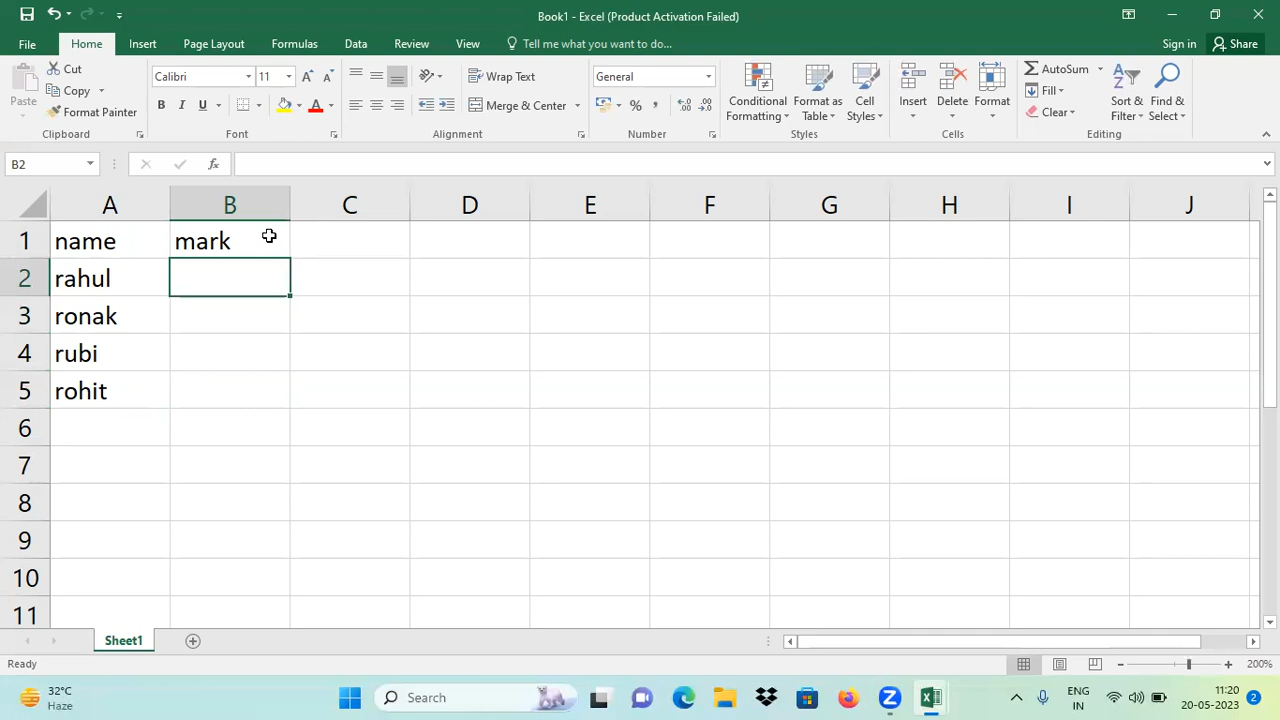 Book1 - Excel (Product Activation Failed)
File Home Insert Page Layout Formulas Data Review View Tell me what you want to do... Sign in Share
Paste
Cut
Copy
Format Painter
Clipboard
Calibri 11
B I U
Font
Wrap Text
Merge & Center
Alignment
General
%
Number
Conditional Formatting
Format as Table
Cell Styles
Styles
Insert
Delete
Format
Cells
AutoSum
Fill
Clear
Sort & Filter
Find & Select
Editing
B2 fx
A B C D E F G H I J
1 name mark
2 rahul
3 ronak
4 rubi
5 rohit
6
7
8
9
10
11
Sheet1
Ready 200%
32°C
Haze
Search
ENG
IN
11:20
20-05-2023
2